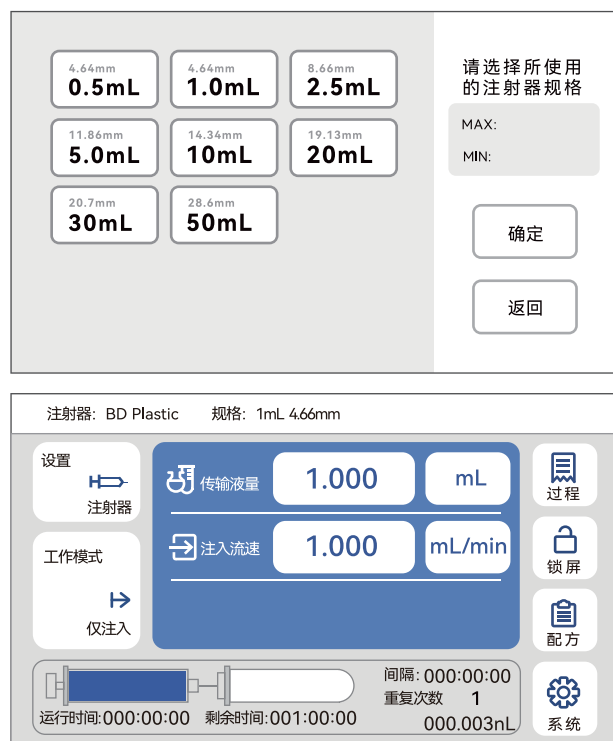 4.64mm
0.5mL
4.64mm
1.0mL
8.66mm
2.5mL
11.86mm
5.0mL
14.34mm
10mL
19.13mm
20mL
20.7mm
30mL
28.6mm
50mL
请选择所使用
的注射器规格
MAX:
MIN:
确定
返回
注射器: BD Plastic 规格: 1mL 4.66mm
设置
注射器
工作模式
仅注入
传输液量 1.000 mL
注入流速 1.000 mL/min
过程
锁屏
配方
系统
运行时间:000:00:00 剩余时间:001:00:00
间隔:000:00:00
重复次数 1
000.003nL